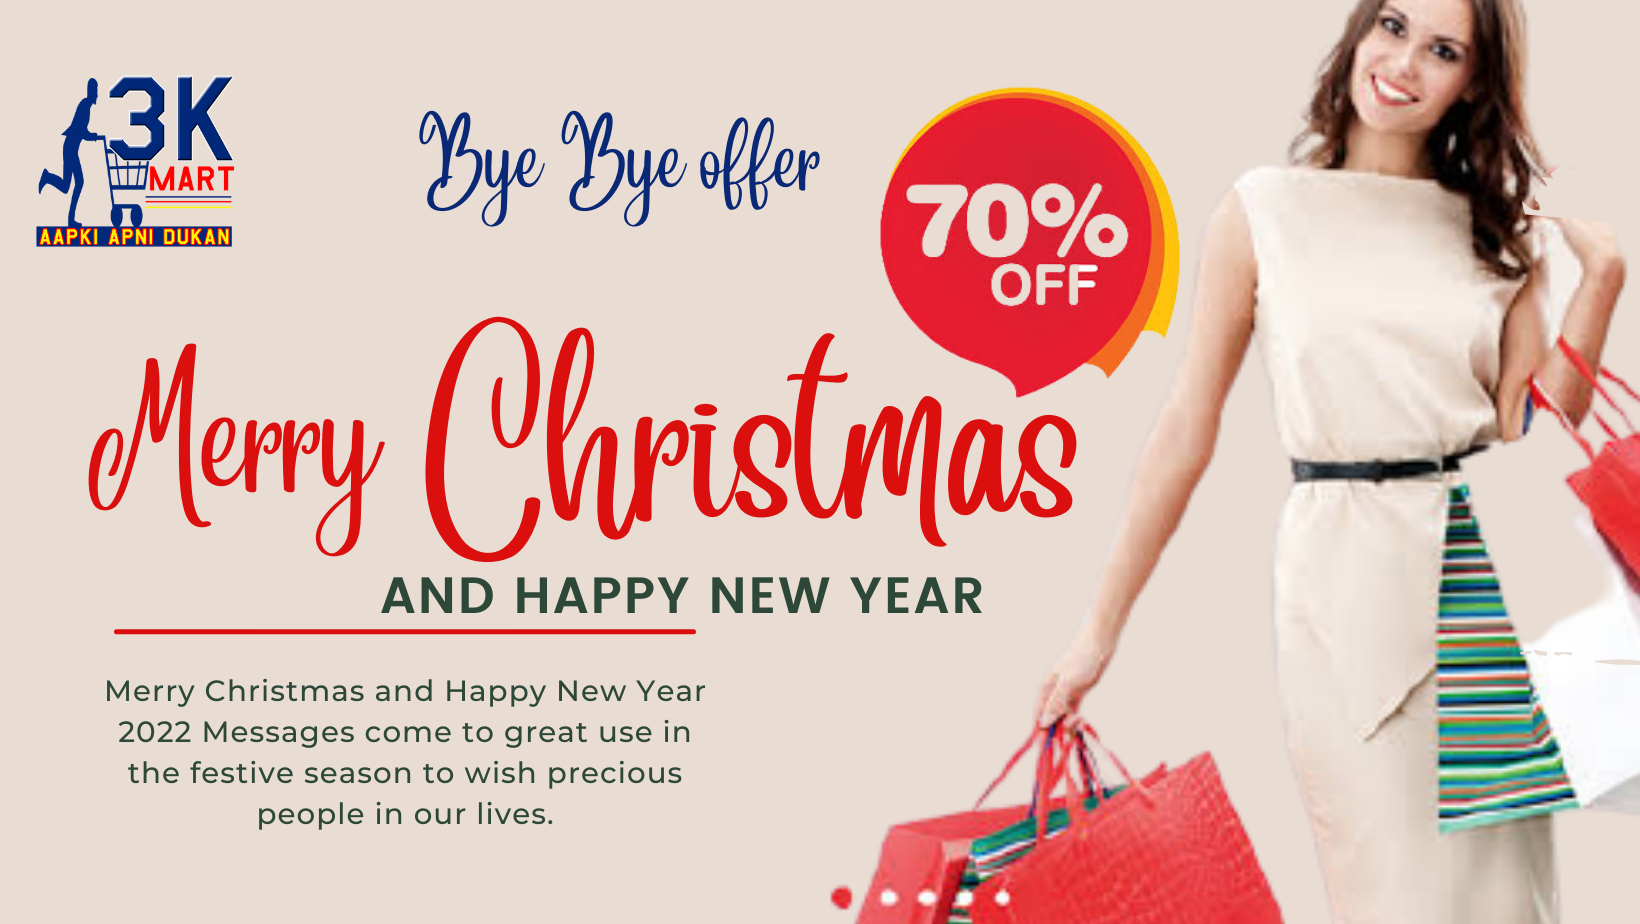 3K
MART
AAPKI APNI DUKAN
Bye Bye offer
70%
OFF
Merry Christmas
AND HAPPY NEW YEAR
Merry Christmas and Happy New Year
2022 Messages come to great use in
the festive season to wish precious
people in our lives.